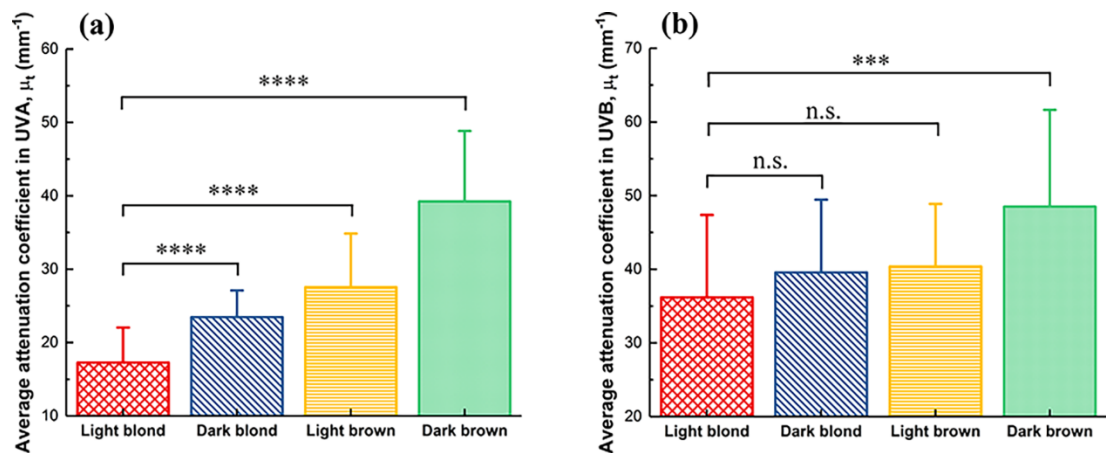 (a)
Average attenuation coefficient in UVA, μt (mm-1)
60
50
40
30
20
10
****
****
****
Light blond
Dark blond
Light brown
Dark brown
(b)
Average attenuation coefficient in UVB, μt (mm-1)
70
60
50
40
30
20
***
n.s.
n.s.
Light blond
Dark blond
Light brown
Dark brown